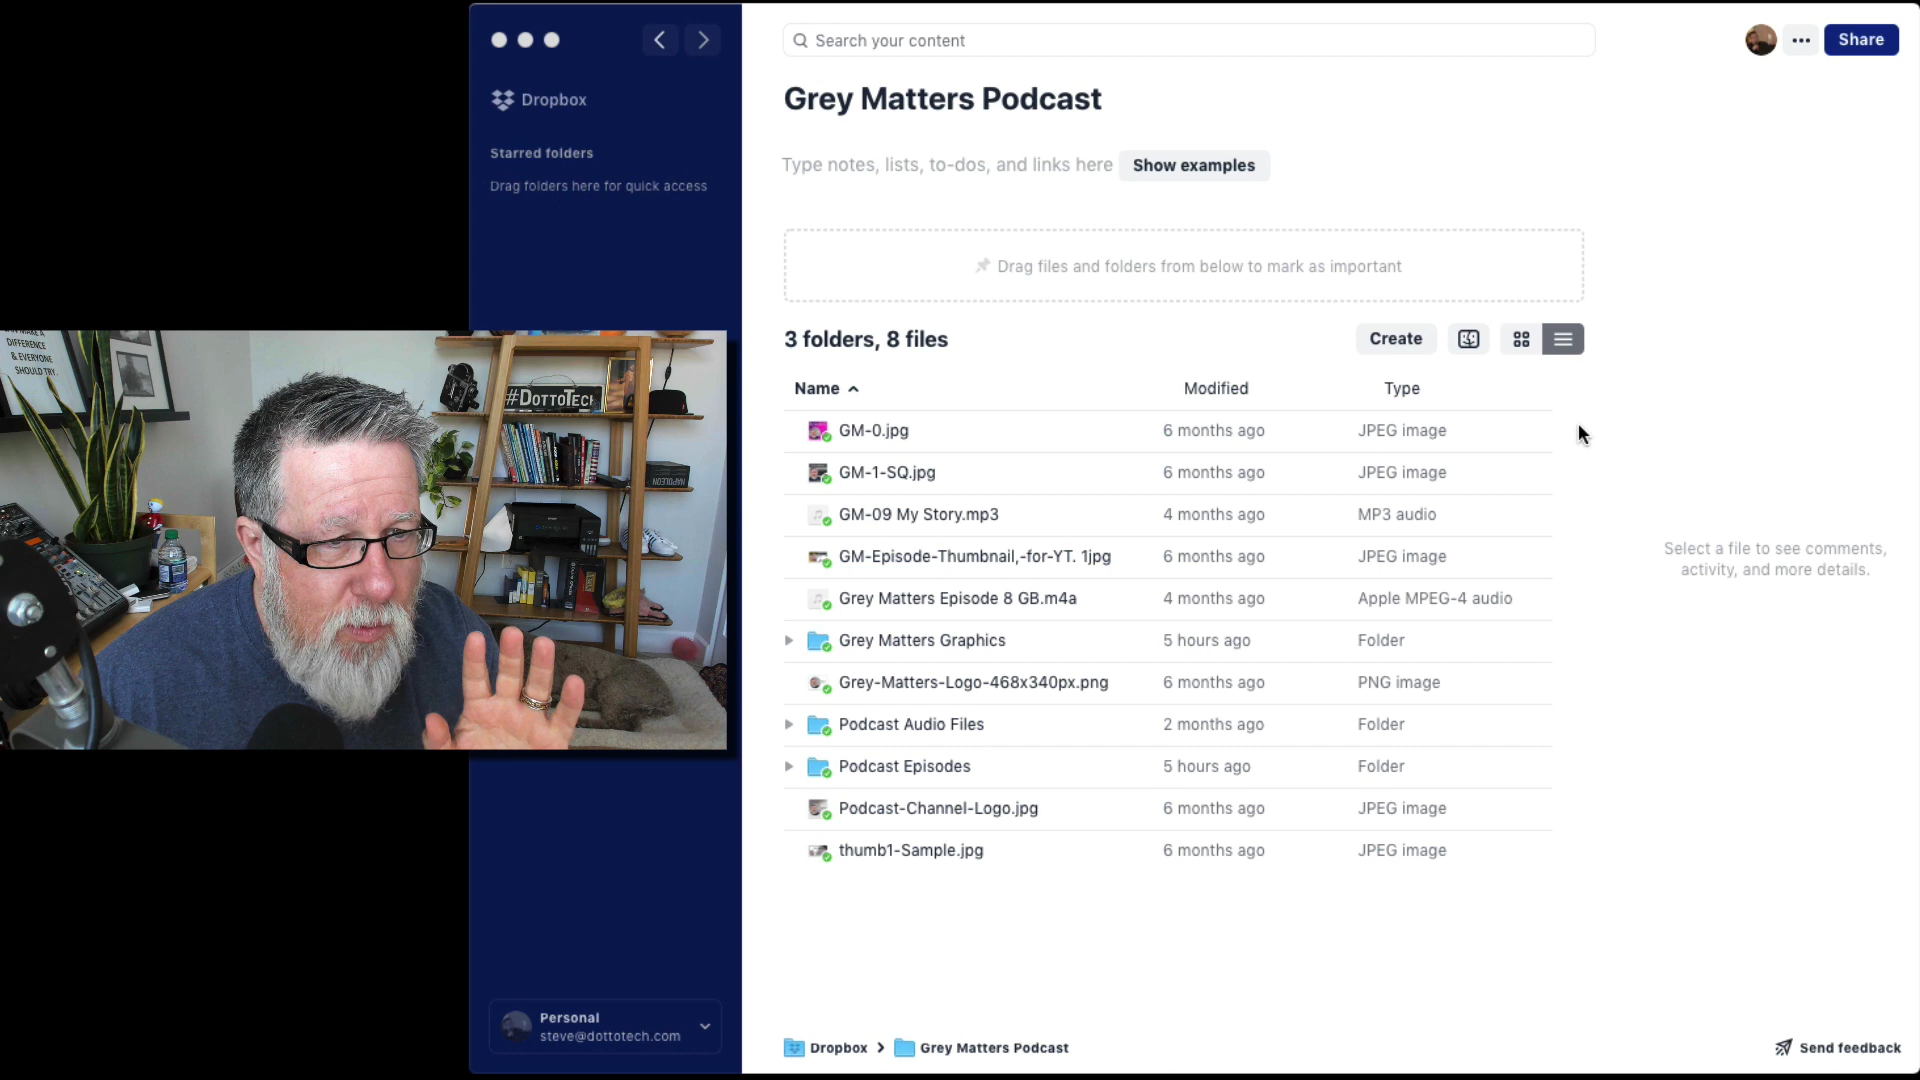 Search your content
Share
Dropbox
Grey Matters Podcast
Starred folders
Drag folders here for quick access
Type notes, lists, to-dos, and links here
Show examples
Drag files and folders from below to mark as important
3 folders, 8 files
Create
Name Modified Type
GM-0.jpg 6 months ago JPEG image
GM-1-SQ.jpg 6 months ago JPEG image
GM-09 My Story.mp3 4 months ago MP3 audio
GM-Episode-Thumbnail,-for-YT. 1jpg 6 months ago JPEG image
Grey Matters Episode 8 GB.m4a 4 months ago Apple MPEG-4 audio
Grey Matters Graphics 5 hours ago Folder
Grey-Matters-Logo-468x340px.png 6 months ago PNG image
Podcast Audio Files 2 months ago Folder
Podcast Episodes 5 hours ago Folder
Podcast-Channel-Logo.jpg 6 months ago JPEG image
thumb1-Sample.jpg 6 months ago JPEG image
Select a file to see comments,
activity, and more details.
DIFFERENCE
& EVERYONE
SHOULD TRY.
#DOTTOTECH
NAPOLEON
Personal
steve@dottotech.com
Dropbox > Grey Matters Podcast
Send feedback